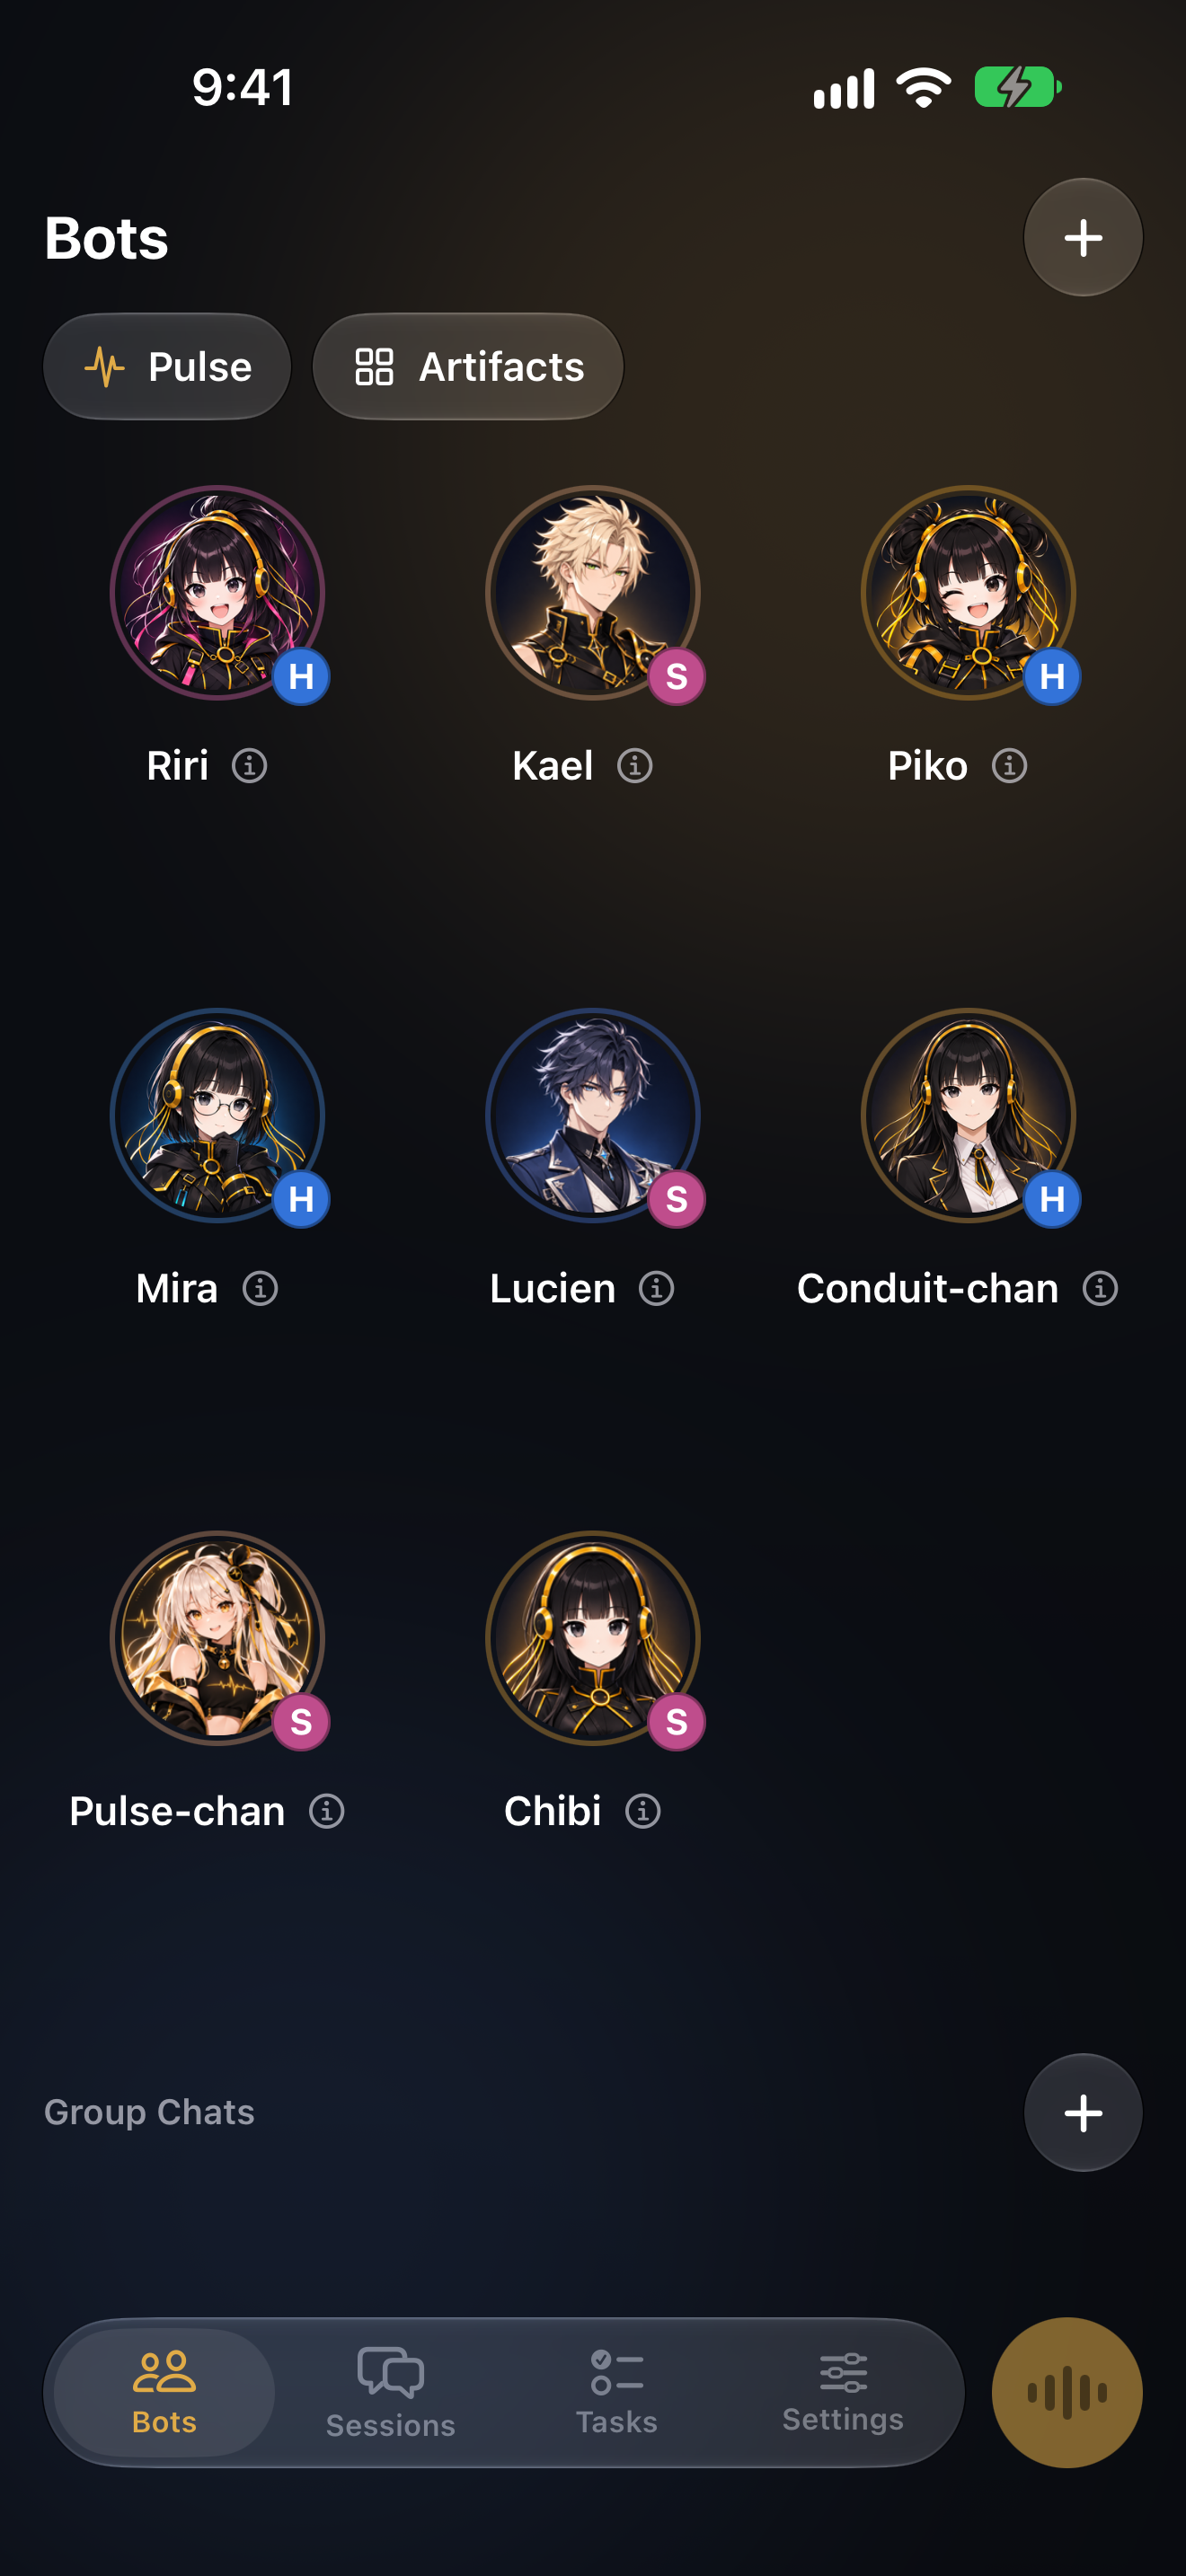 9:41
Bots
Pulse
Artifacts
H
S
H
Riri
Kael
Piko
H
S
H
Mira
Lucien
Conduit-chan
S
S
Pulse-chan
Chibi
Group Chats
Bots
Sessions
Tasks
Settings